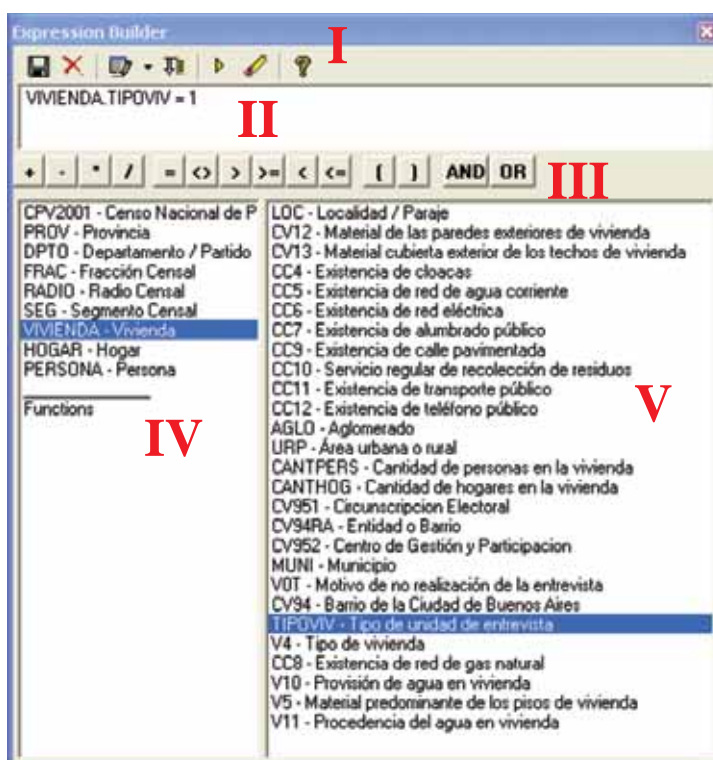 Expression Builder
I
VIVIENDA.TIPOVIV = 1
II
+ - * / = <> > >= < <= ( ) AND OR
III
CPV2001 - Censo Nacional de P
PROV - Provincia
DPTO - Departamento / Partido
FRAC - Fracción Censal
RADIO - Radio Censal
SEG - Segmento Censal
VIVIENDA - Vivienda
HOGAR - Hogar
PERSONA - Persona
Functions
IV
LOC - Localidad / Paraje
CV12 - Material de las paredes exteriores de vivienda
CV13 - Material cubierta exterior de los techos de vivienda
CC4 - Existencia de cloacas
CC5 - Existencia de red de agua corriente
CC6 - Existencia de red eléctrica
CC7 - Existencia de alumbrado público
CC9 - Existencia de calle pavimentada
CC10 - Servicio regular de recolección de residuos
CC11 - Existencia de transporte público
CC12 - Existencia de teléfono público
AGLO - Aglomerado
URP - Área urbana o rural
CANTPERS - Cantidad de personas en la vivienda
CANTHOG - Cantidad de hogares en la vivienda
CV951 - Circunscripcion Electoral
CV94RA - Entidad o Barrio
CV952 - Centro de Gestión y Participacion
MUNI - Municipio
V0T - Motivo de no realización de la entrevista
CV94 - Barrio de la Ciudad de Buenos Aires
TIPOVIV - Tipo de unidad de entrevista
V4 - Tipo de vivienda
CC8 - Existencia de red de gas natural
V10 - Provisión de agua en vivienda
V5 - Material predominante de los pisos de vivienda
V11 - Procedencia del agua en vivienda
V